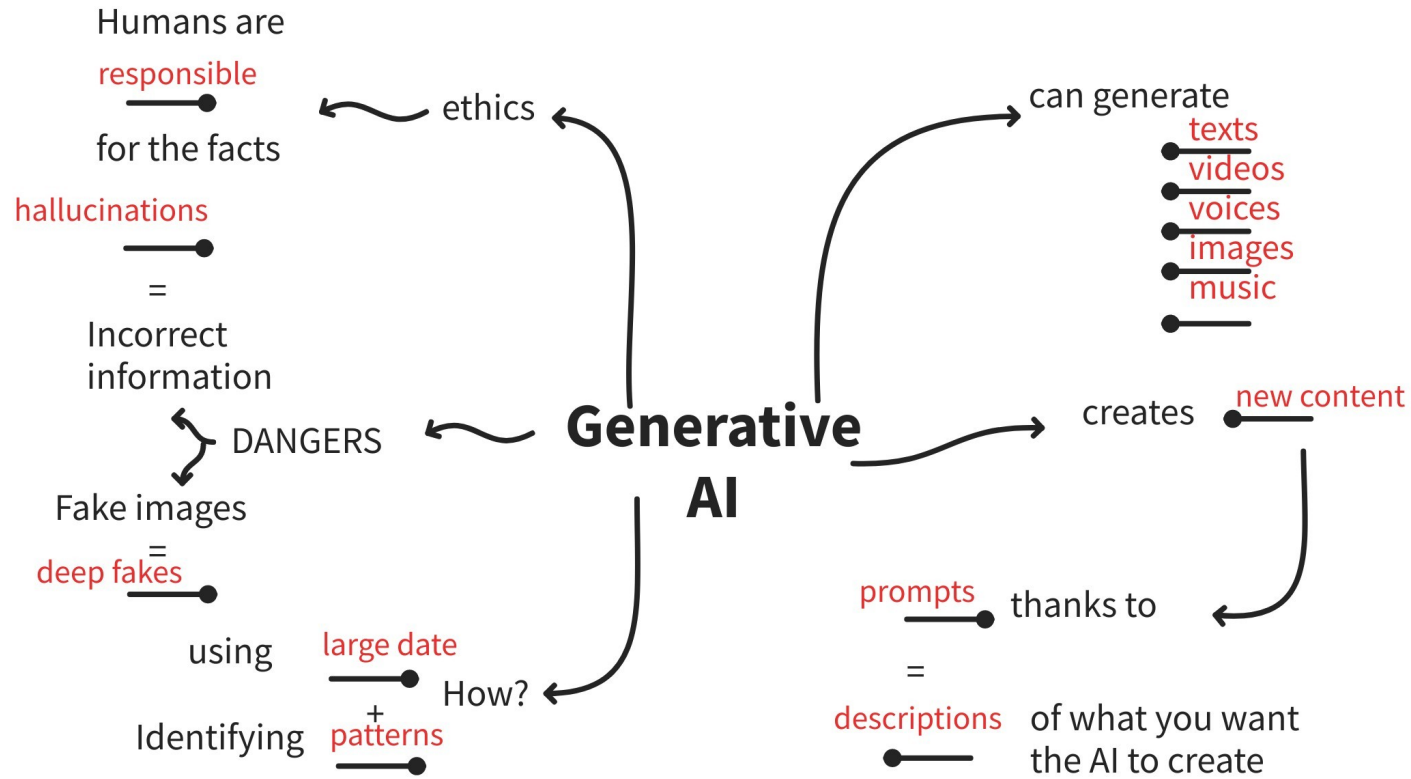 Humans are
responsible
for the facts
ethics
hallucinations
=
Incorrect
information
DANGERS
Fake images
=
deep fakes
using
large date
How?
+
Identifying
patterns
Generative
AI
can generate
texts
videos
voices
images
music
creates
new content
prompts
thanks to
=
descriptions
of what you want
the AI to create